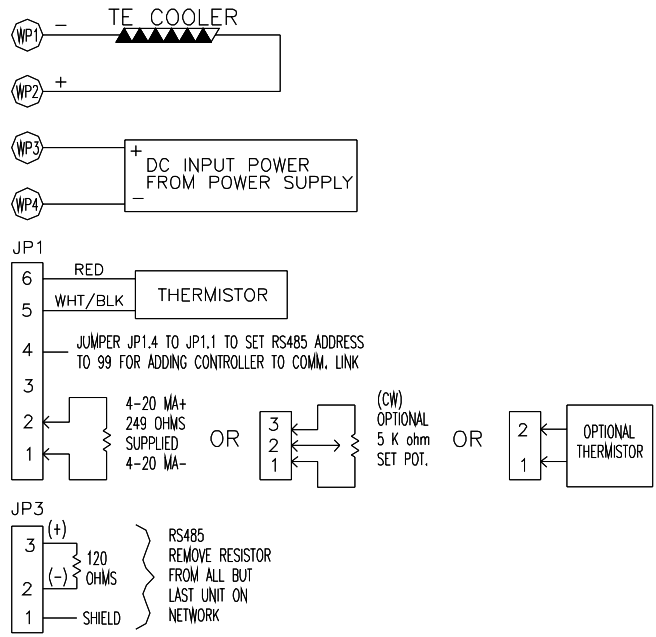 TE COOLER
WP1 −
WP2 +
WP3 +
DC INPUT POWER
FROM POWER SUPPLY
WP4 −
JP1
6 RED
THERMISTOR
5 WHT/BLK
4 JUMPER JP1.4 TO JP1.1 TO SET RS485 ADDRESS
TO 99 FOR ADDING CONTROLLER TO COMM. LINK
3
2
1
4-20 MA+
249 OHMS
SUPPLIED
4-20 MA-
OR
3
2
1
(CW)
OPTIONAL
5 K ohm
SET POT.
OR
2
1
OPTIONAL
THERMISTOR
JP3
3 (+)
120
OHMS
2 (-)
1 SHIELD
RS485
REMOVE RESISTOR
FROM ALL BUT
LAST UNIT ON
NETWORK